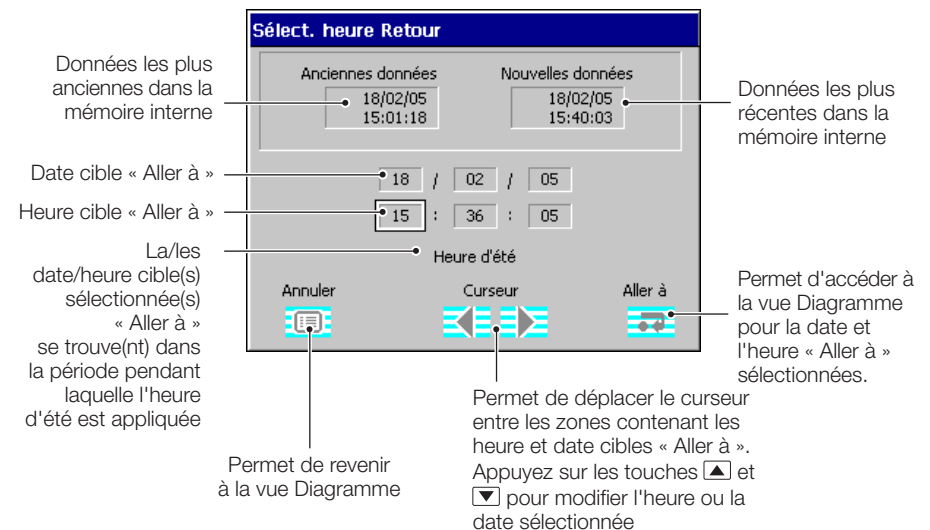 Sélect. heure Retour
Données les plus
anciennes dans la
mémoire interne
Anciennes données
18/02/05
15:01:18
Nouvelles données
18/02/05
15:40:03
Données les plus
récentes dans la
mémoire interne
Date cible « Aller à »
18 / 02 / 05
Heure cible « Aller à »
15 : 36 : 05
La/les
date/heure cible(s)
sélectionnée(s)
« Aller à »
se trouve(nt) dans
la période pendant
laquelle l'heure
d'été est appliquée
Heure d'été
Annuler
Curseur
Aller à
Permet d'accéder à
la vue Diagramme
pour la date et
l'heure « Aller à »
sélectionnées.
Permet de revenir
à la vue Diagramme
Permet de déplacer le curseur
entre les zones contenant les
heure et date cibles « Aller à ».
Appuyez sur les touches ▲ et
▼ pour modifier l'heure ou la
date sélectionnée